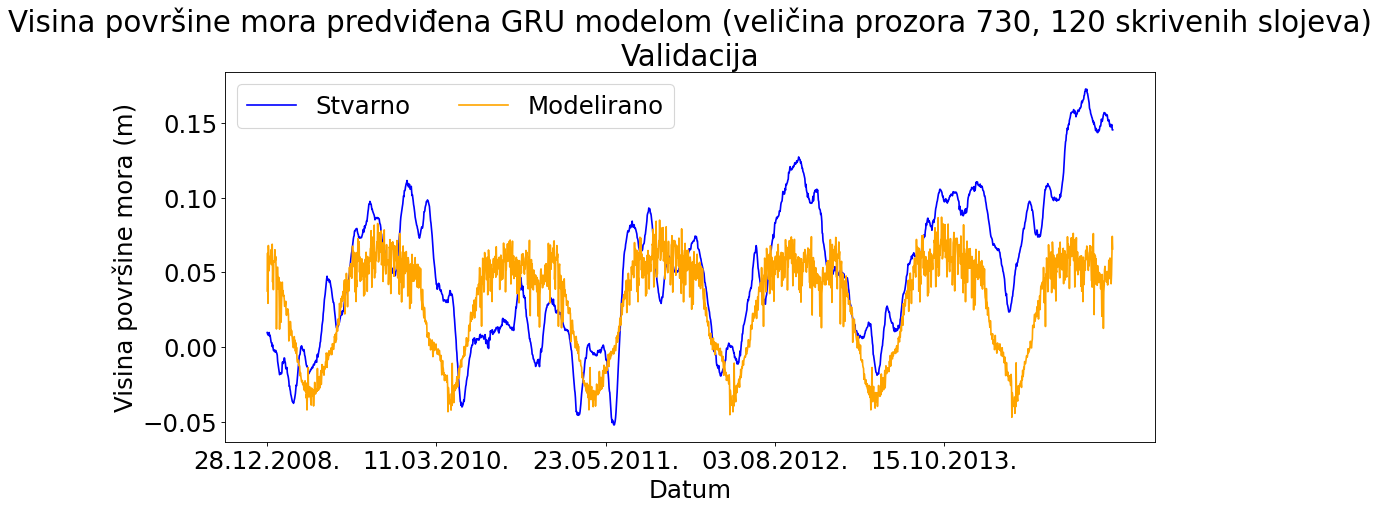 Visina površine mora predviđena GRU modelom (veličina prozora 730, 120 skrivenih slojeva)
Validacija
Stvarno
Modelirano
Visina površine mora (m)
0.15
0.10
0.05
0.00
−0.05
28.12.2008.
11.03.2010.
23.05.2011.
03.08.2012.
15.10.2013.
Datum